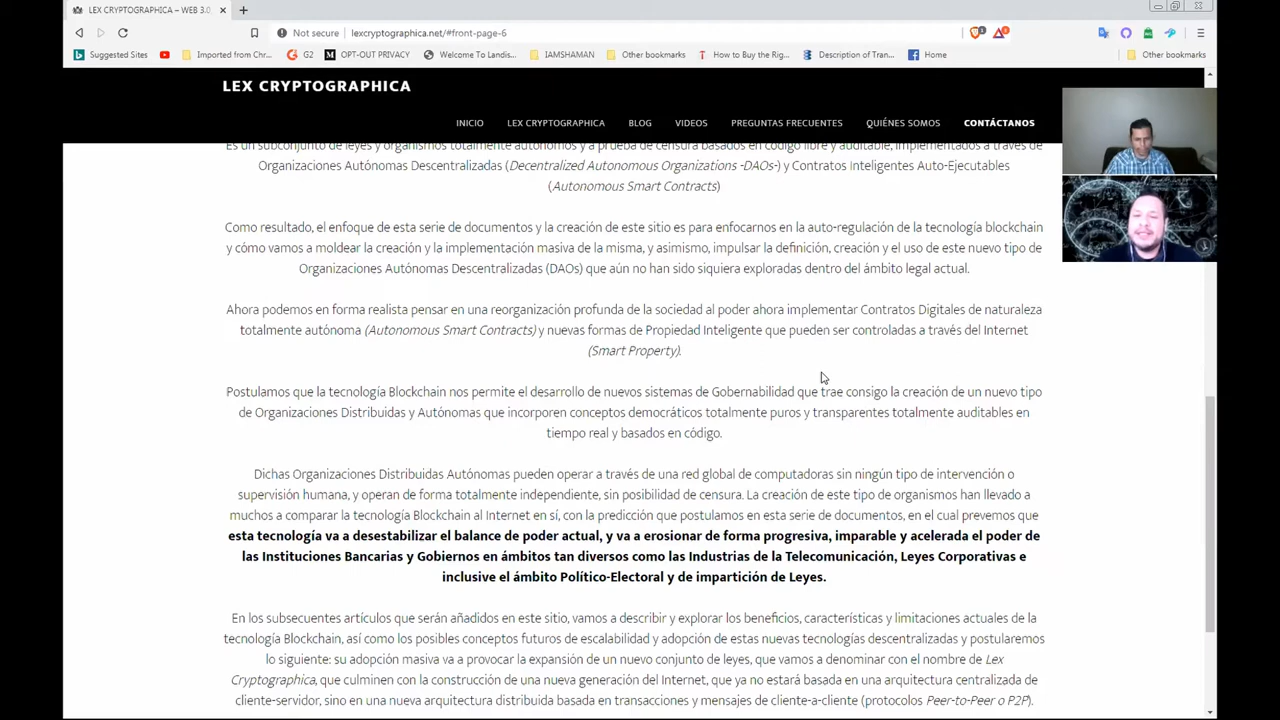 LEX CRYPTOGRAPHICA – WEB 3.0
Not secure
lexcryptographica.net/#front-page-6
Suggested Sites
Imported from Chr...
G2
OPT-OUT PRIVACY
Welcome To Landis...
IAMSHAMAN
Other bookmarks
How to Buy the Rig...
Description of Tran...
Home
Other bookmarks
LEX CRYPTOGRAPHICA
INICIO LEX CRYPTOGRAPHICA BLOG VIDEOS PREGUNTAS FRECUENTES QUIÉNES SOMOS CONTÁCTANOS
Es un subconjunto de leyes y organismos totalmente autónomos y a prueba de censura basados en código libre y auditable, implementados a través de
Organizaciones Autónomas Descentralizadas (Decentralized Autonomous Organizations -DAOs-) y Contratos Inteligentes Auto-Ejecutables
(Autonomous Smart Contracts)
Como resultado, el enfoque de esta serie de documentos y la creación de este sitio es para enfocarnos en la auto-regulación de la tecnología blockchain
y cómo vamos a moldear la creación y la implementación masiva de la misma, y asimismo, impulsar la definición, creación y el uso de este nuevo tipo de
Organizaciones Autónomas Descentralizadas (DAOs) que aún no han sido siquiera exploradas dentro del ámbito legal actual.
Ahora podemos en forma realista pensar en una reorganización profunda de la sociedad al poder ahora implementar Contratos Digitales de naturaleza
totalmente autónoma (Autonomous Smart Contracts) y nuevas formas de Propiedad Inteligente que pueden ser controladas a través del Internet
(Smart Property).
Postulamos que la tecnología Blockchain nos permite el desarrollo de nuevos sistemas de Gobernabilidad que trae consigo la creación de un nuevo tipo
de Organizaciones Distribuidas y Autónomas que incorporen conceptos democráticos totalmente puros y transparentes totalmente auditables en
tiempo real y basados en código.
Dichas Organizaciones Distribuidas Autónomas pueden operar a través de una red global de computadoras sin ningún tipo de intervención o
supervisión humana, y operan de forma totalmente independiente, sin posibilidad de censura. La creación de este tipo de organismos han llevado a
muchos a comparar la tecnología Blockchain al Internet en sí, con la predicción que postulamos en esta serie de documentos, en el cual prevemos que
esta tecnología va a desestabilizar el balance de poder actual, y va a erosionar de forma progresiva, imparable y acelerada el poder de
las Instituciones Bancarias y Gobiernos en ámbitos tan diversos como las Industrias de la Telecomunicación, Leyes Corporativas e
inclusive el ámbito Político-Electoral y de impartición de Leyes.
En los subsecuentes artículos que serán añadidos en este sitio, vamos a describir y explorar los beneficios, características y limitaciones actuales de la
tecnología Blockchain, así como los posibles conceptos futuros de escalabilidad y adopción de estas nuevas tecnologías descentralizadas y postularemos
lo siguiente: su adopción masiva va a provocar la expansión de un nuevo conjunto de leyes, que vamos a denominar con el nombre de Lex
Cryptographica, que culminen con la construcción de una nueva generación del Internet, que ya no estará basada en una arquitectura centralizada de
cliente-servidor, sino en una nueva arquitectura distribuida basada en transacciones y mensajes de cliente-a-cliente (protocolos Peer-to-Peer o P2P).